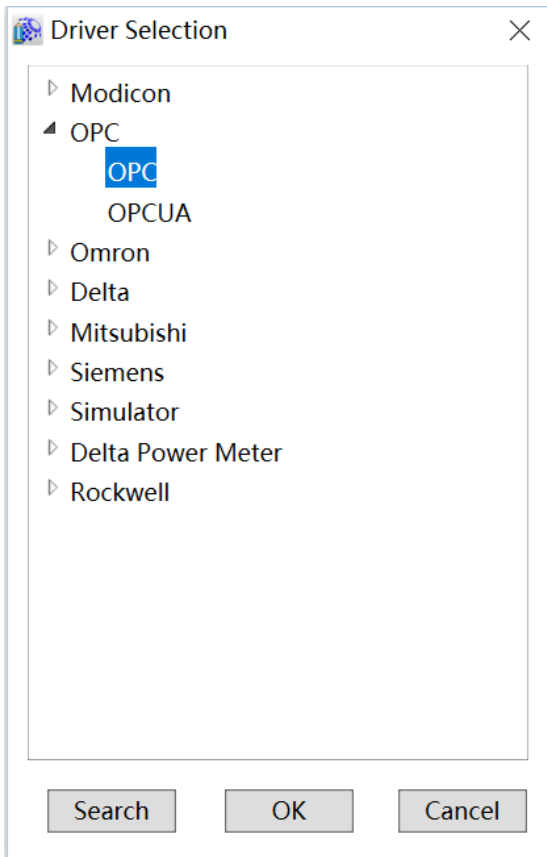 Driver Selection
Modicon
OPC
OPC
OPCUA
Omron
Delta
Mitsubishi
Siemens
Simulator
Delta Power Meter
Rockwell
Search OK Cancel